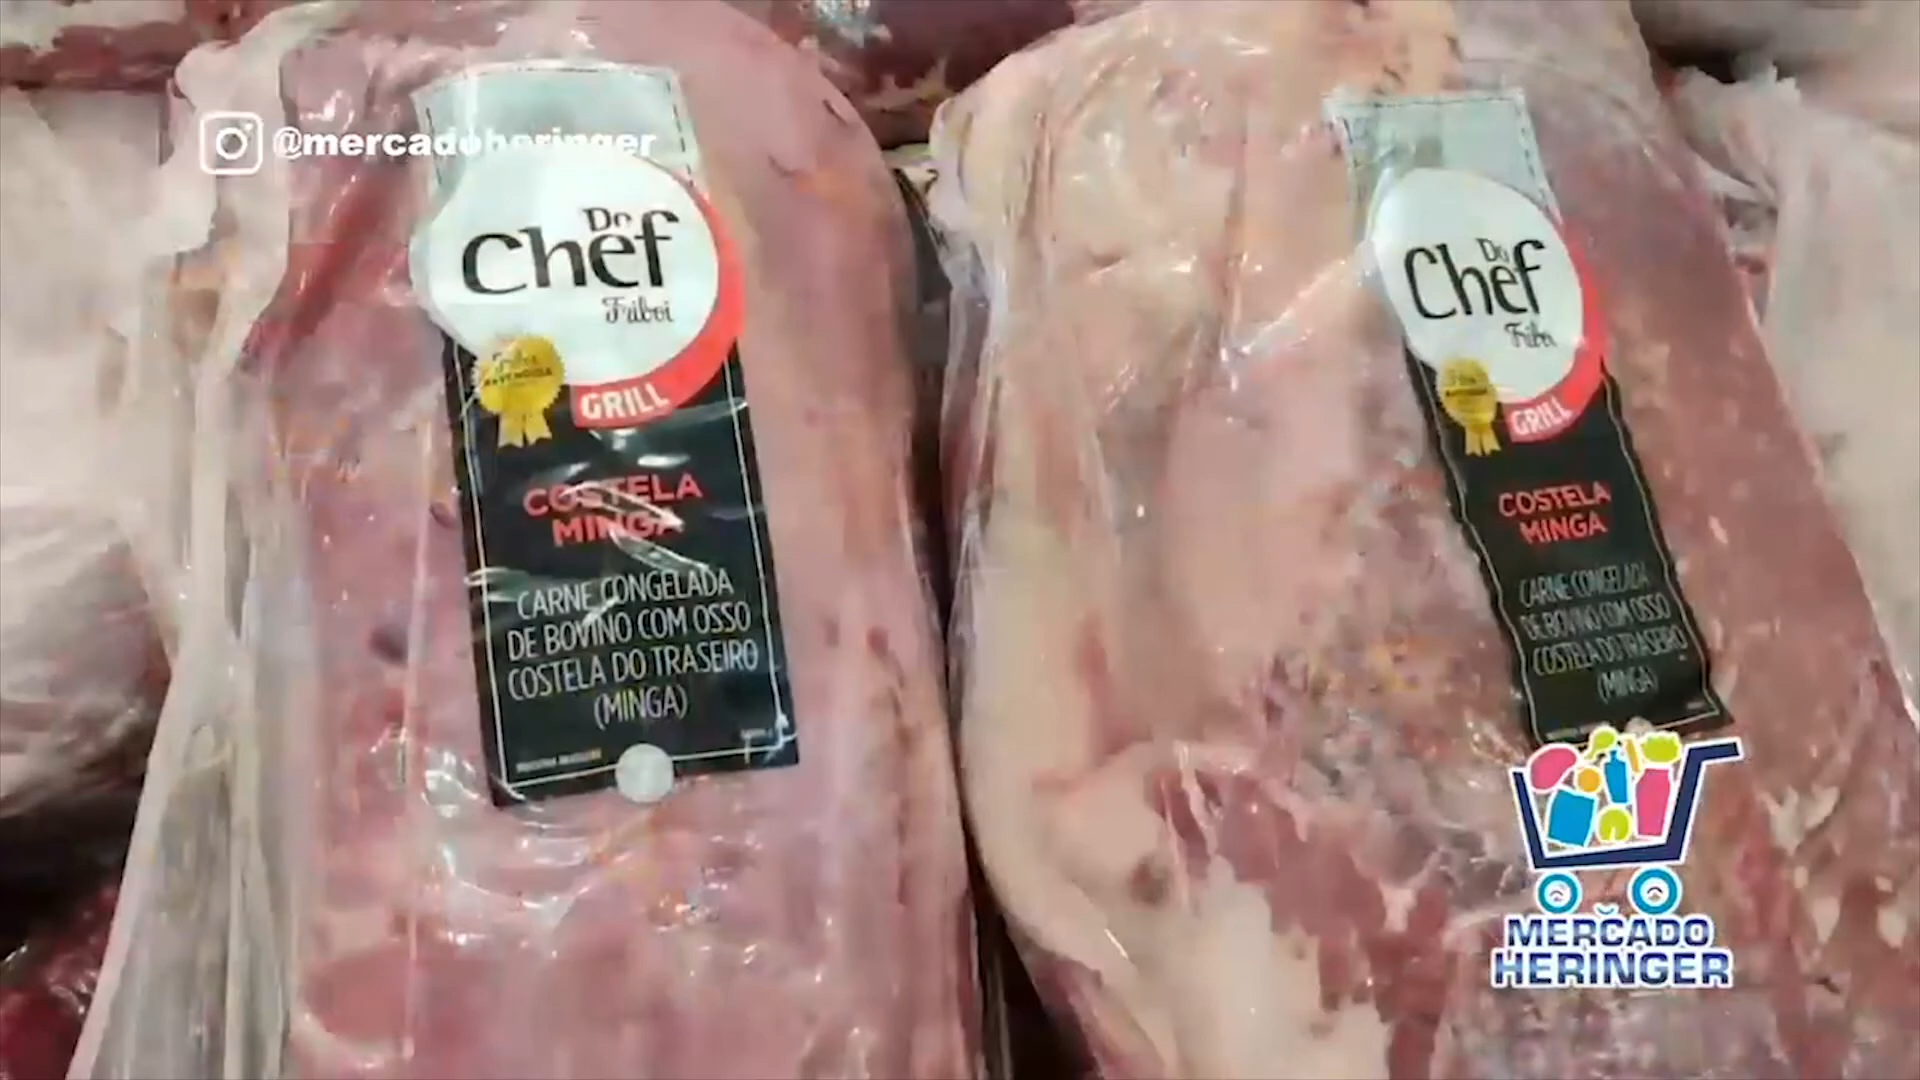 @mercadoheringer
Do
Chef
Friboi
GRILL
COSTELA
MINGA
CARNE CONGELADA
DE BOVINO COM OSSO
COSTELA DO TRASEIRO
(MINGA)
Do
Chef
GRILL
COSTELA
MINGA
CARNE CONGELADA
DE BOVINO COM OSSO
COSTELA DO TRASEIRO
(MINGA)
MERCADO
HERINGER